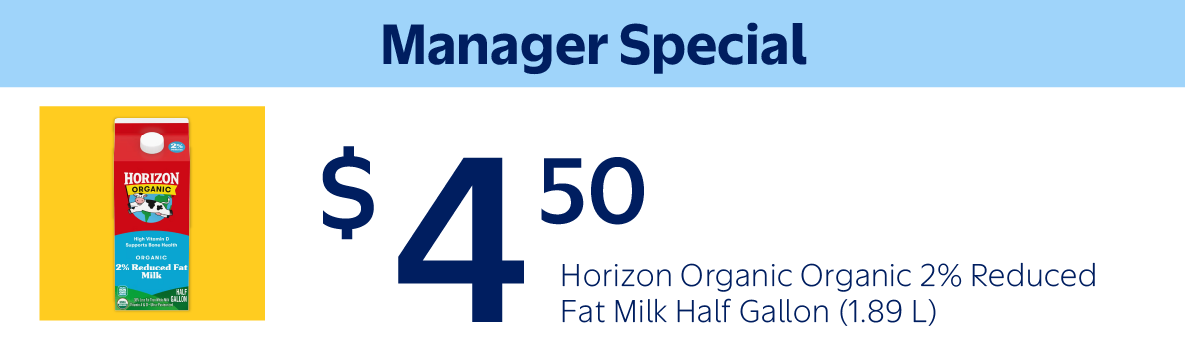 Manager Special
2%
HORIZON
ORGANIC
High Vitamin D
Supports Bone Health
ORGANIC
2% Reduced Fat
Milk
HALF
GALLON
$4 50
Horizon Organic Organic 2% Reduced
Fat Milk Half Gallon (1.89 L)